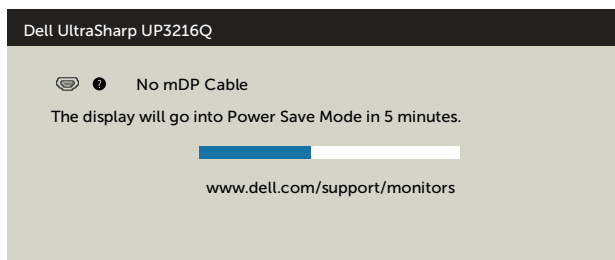 Dell UltraSharp UP3216Q
? No mDP Cable
The display will go into Power Save Mode in 5 minutes.
www.dell.com/support/monitors